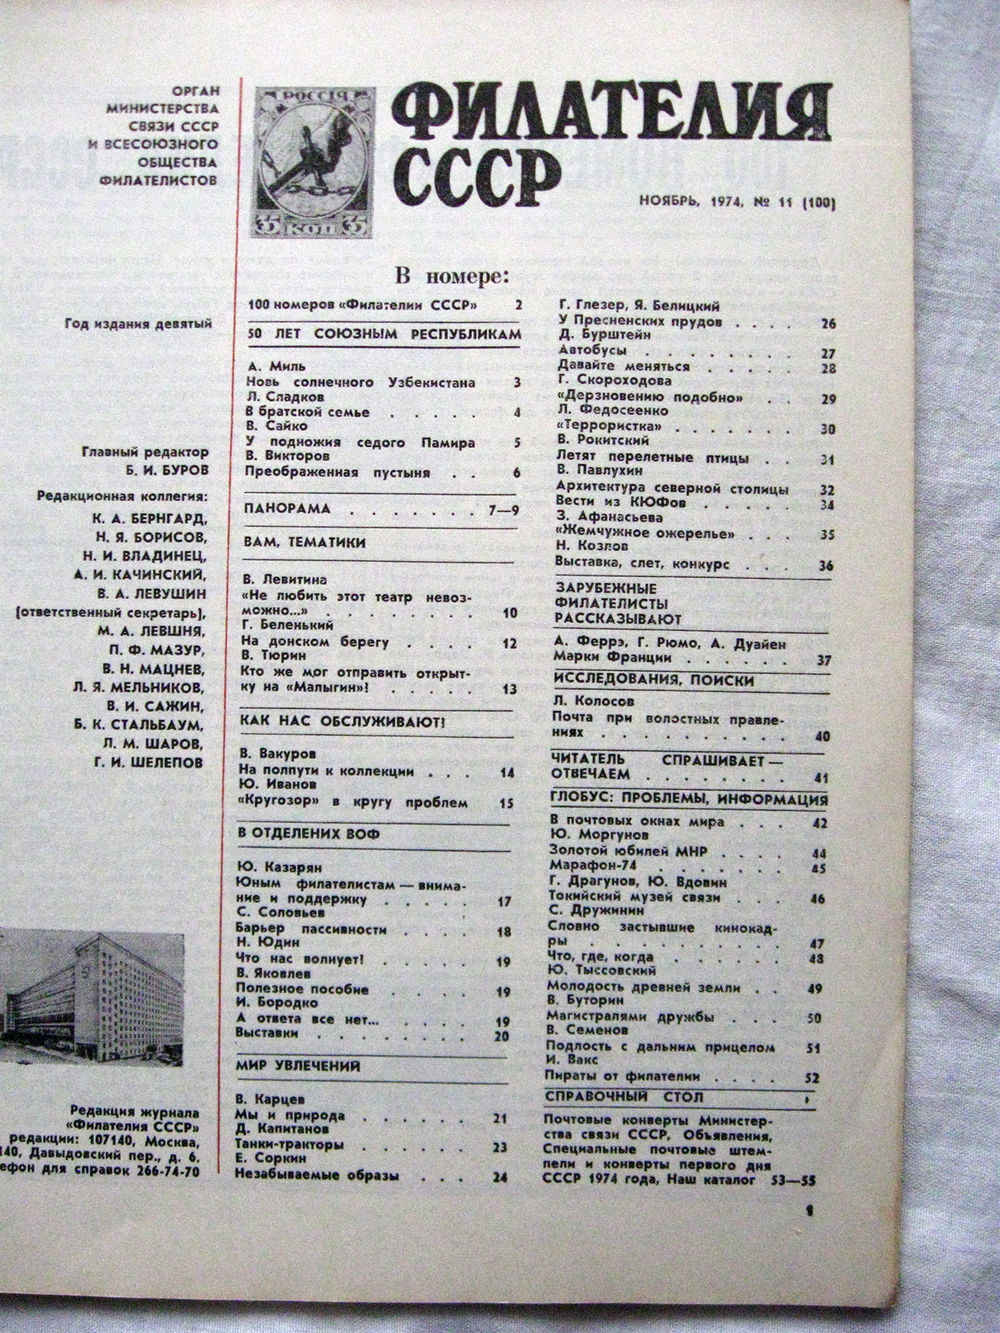 ОРГАН
МИНИСТЕРСТВА
СВЯЗИ СССР
И ВСЕСОЮЗНОГО
ОБЩЕСТВА
ФИЛАТЕЛИСТОВ
Год издания девятый
Главный редактор
Б. И. БУРОВ
Редакционная коллегия:
К. А. БЕРНГАРД,
Н. Я. БОРИСОВ,
Н. И. ВЛАДИНЕЦ,
А. И. КАЧИНСКИЙ,
В. А. ЛЕВУШИН
(ответственный секретарь),
М. А. ЛЕВШНЯ,
П. Ф. МАЗУР,
В. Н. МАЦНЕВ,
Л. Я. МЕЛЬНИКОВ,
В. И. САЖИН,
Б. К. СТАЛЬБАУМ,
Л. М. ШАРОВ,
Г. И. ШЕЛЕПОВ
Редакция журнала
«Филателия СССР»
редакции: 107140, Москва,
140, Давыдовский пер., д. 6.
ефон для справок 266-74-70
РОССІЯ
35 КОП 35
ФИЛАТЕЛИЯ
СССР
НОЯБРЬ, 1974, № 11 (100)
В номере:
100 номеров «Филателии СССР» 2
50 ЛЕТ СОЮЗНЫМ РЕСПУБЛИКАМ
А. Миль
Новь солнечного Узбекистана 3
Л. Сладков
В братской семье . . . . . 4
В. Сайко
У подножия седого Памира 5
В. Викторов
Преображенная пустыня . . 6
ПАНОРАМА . . . . . . . 7—9
ВАМ, ТЕМАТИКИ
В. Левитина
«Не любить этот театр невоз-
можно...» . . . . . . . . 10
Г. Беленький
На донском берегу . . . . 12
В. Тюрин
Кто же мог отправить открыт-
ку на «Малыгин»! . . . . . 13
КАК НАС ОБСЛУЖИВАЮТ!
В. Вакуров
На полпути к коллекции . . . 14
Ю. Иванов
«Кругозор» в кругу проблем 15
В ОТДЕЛЕНИХ ВОФ
Ю. Казарян
Юным филателистам — внима-
ние и поддержку . . . . . 17
С. Соловьев
Барьер пассивности . . . . 18
Н. Юдин
Что нас волнует! . . . . . 19
В. Яковлев
Полезное пособие . . . . 19
И. Бородко
А ответа все нет... . . . . 19
Выставки . . . . . . . . 20
МИР УВЛЕЧЕНИЙ
В. Карцев
Мы и природа . . . . . . 21
Д. Капитанов
Танки-тракторы . . . . . 23
Е. Соркин
Незабываемые образы . . . 24
Г. Глезер, Я. Белицкий
У Пресненских прудов . . . . 26
Д. Бурштейн
Автобусы . . . . . . . . 27
Давайте меняться . . . . . 28
Г. Скороходова
«Дерзновению подобно» . . 29
Л. Федосеенко
«Террористка» . . . . . . . 30
В. Рокитский
Летят перелетные птицы . . 31
В. Павлухин
Архитектура северной столицы 32
Вести из КЮФов . . . . . . 34
З. Афанасьева
«Жемчужное ожерелье» . . . 35
Н. Козлов
Выставка, слет, конкурс . . . 36
ЗАРУБЕЖНЫЕ
ФИЛАТЕЛИСТЫ
РАССКАЗЫВАЮТ
А. Феррэ, Г. Рюмо, А. Дуайен
Марки Франции . . . . . . 37
ИССЛЕДОВАНИЯ, ПОИСКИ
Л. Колосов
Почта при волостных правле-
ниях . . . . . . . . . 40
ЧИТАТЕЛЬ СПРАШИВАЕТ —
ОТВЕЧАЕМ . . . . . . . . 41
ГЛОБУС: ПРОБЛЕМЫ, ИНФОРМАЦИЯ
В почтовых окнах мира . . . 42
Ю. Моргунов
Золотой юбилей МНР . . . . 44
Марафон-74 . . . . . . . 45
Г. Драгунов, Ю. Вдовин
Токийский музей связи . . . 46
С. Дружинин
Словно застывшие кинокад-
ры . . . . . . . . . . 47
Что, где, когда . . . . . . 48
Ю. Тыссовский
Молодость древней земли . . 49
В. Буторин
Магистралями дружбы . . . 50
В. Семенов
Подлость с дальним прицелом 51
И. Вакс
Пираты от филателии . . . . 52
СПРАВОЧНЫЙ СТОЛ
Почтовые конверты Министер-
ства связи СССР, Объявления,
Специальные почтовые штем-
пели и конверты первого дня
СССР 1974 года, Наш каталог 53—55
1